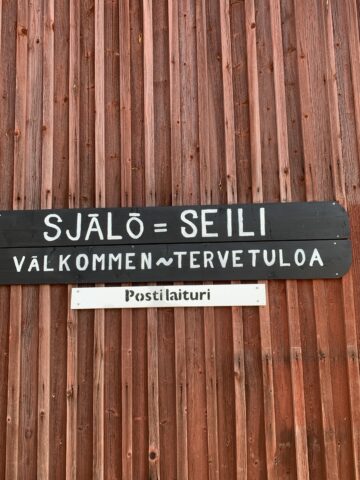 SJÄLÖ = SEILI
VÄLKOMMEN~TERVETULOA
Postilaituri